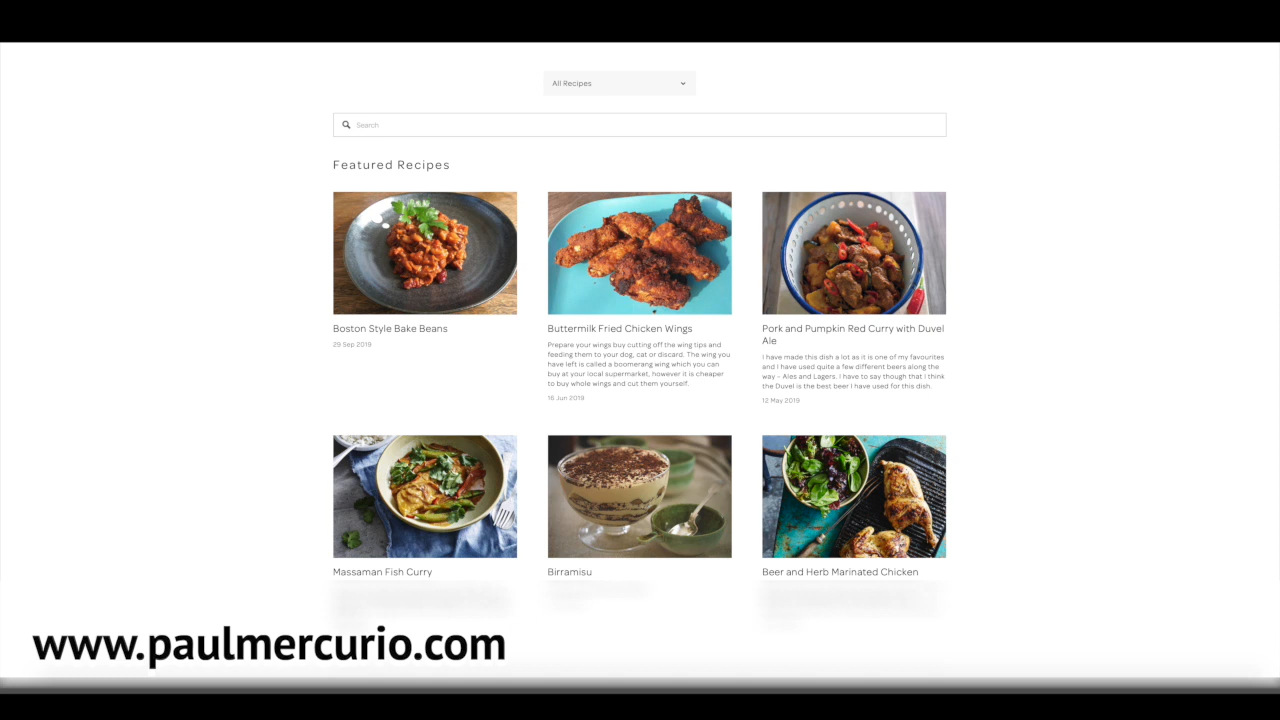 All Recipes
Search
Featured Recipes
Boston Style Bake Beans
29 Sep 2019
Buttermilk Fried Chicken Wings
Prepare your wings buy cutting off the wing tips and
feeding them to your dog, cat or discard. The wing you
have left is called a boomerang wing which you can
buy at your local supermarket, however it is cheaper
to buy whole wings and cut them yourself.
16 Jun 2019
Pork and Pumpkin Red Curry with Duvel
Ale
I have made this dish a lot as it is one of my favourites
and I have used quite a few different beers along the
way – Ales and Lagers. I have to say though that I think
the Duvel is the best beer I have used for this dish.
12 May 2019
Massaman Fish Curry
Birramisu
Beer and Herb Marinated Chicken
www.paulmercurio.com